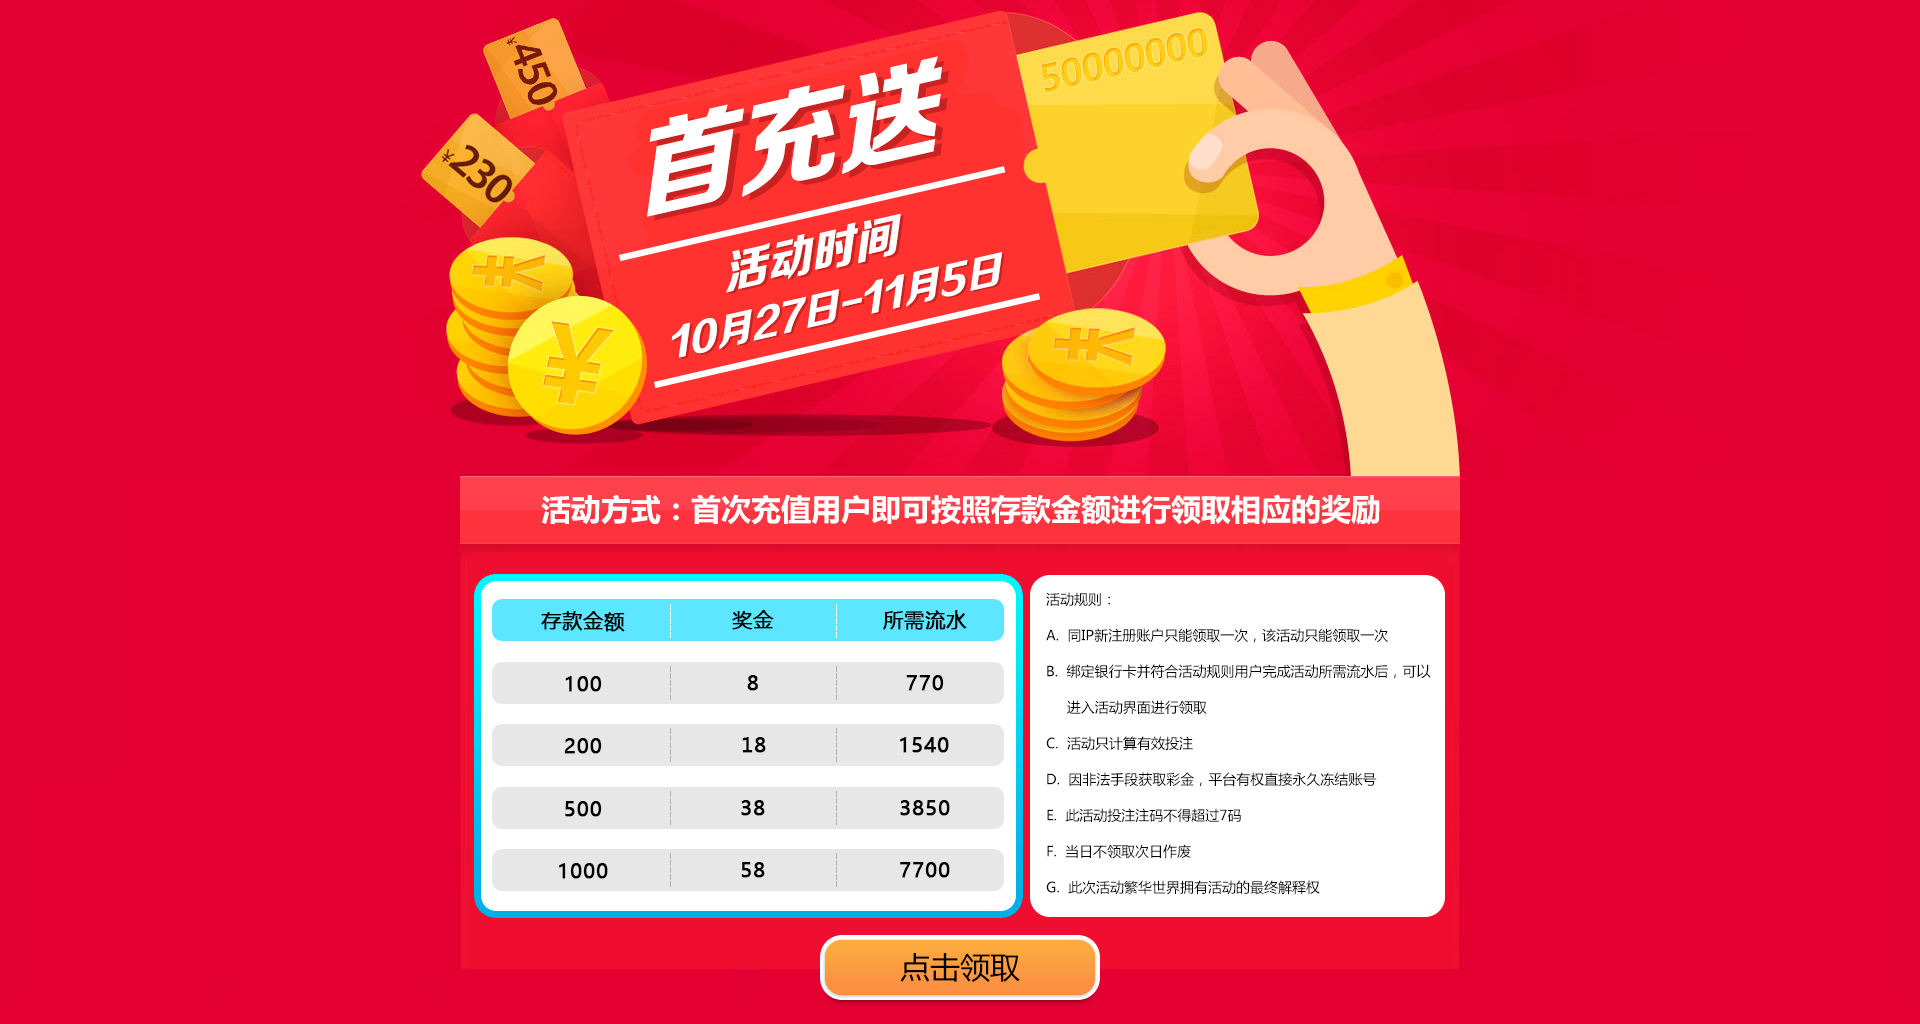 ¥450
¥230
50000000
首充送
活动时间
10月27日-11月5日
¥
¥
¥
活动方式：首次充值用户即可按照存款金额进行领取相应的奖励
存款金额 奖金 所需流水
100 8 770
200 18 1540
500 38 3850
1000 58 7700
活动规则：
A. 同IP新注册账户只能领取一次，该活动只能领取一次
B. 绑定银行卡并符合活动规则用户完成活动所需流水后，可以
进入活动界面进行领取
C. 活动只计算有效投注
D. 因非法手段获取彩金，平台有权直接永久冻结账号
E. 此活动投注注码不得超过7码
F. 当日不领取次日作废
G. 此次活动繁华世界拥有活动的最终解释权
点击领取